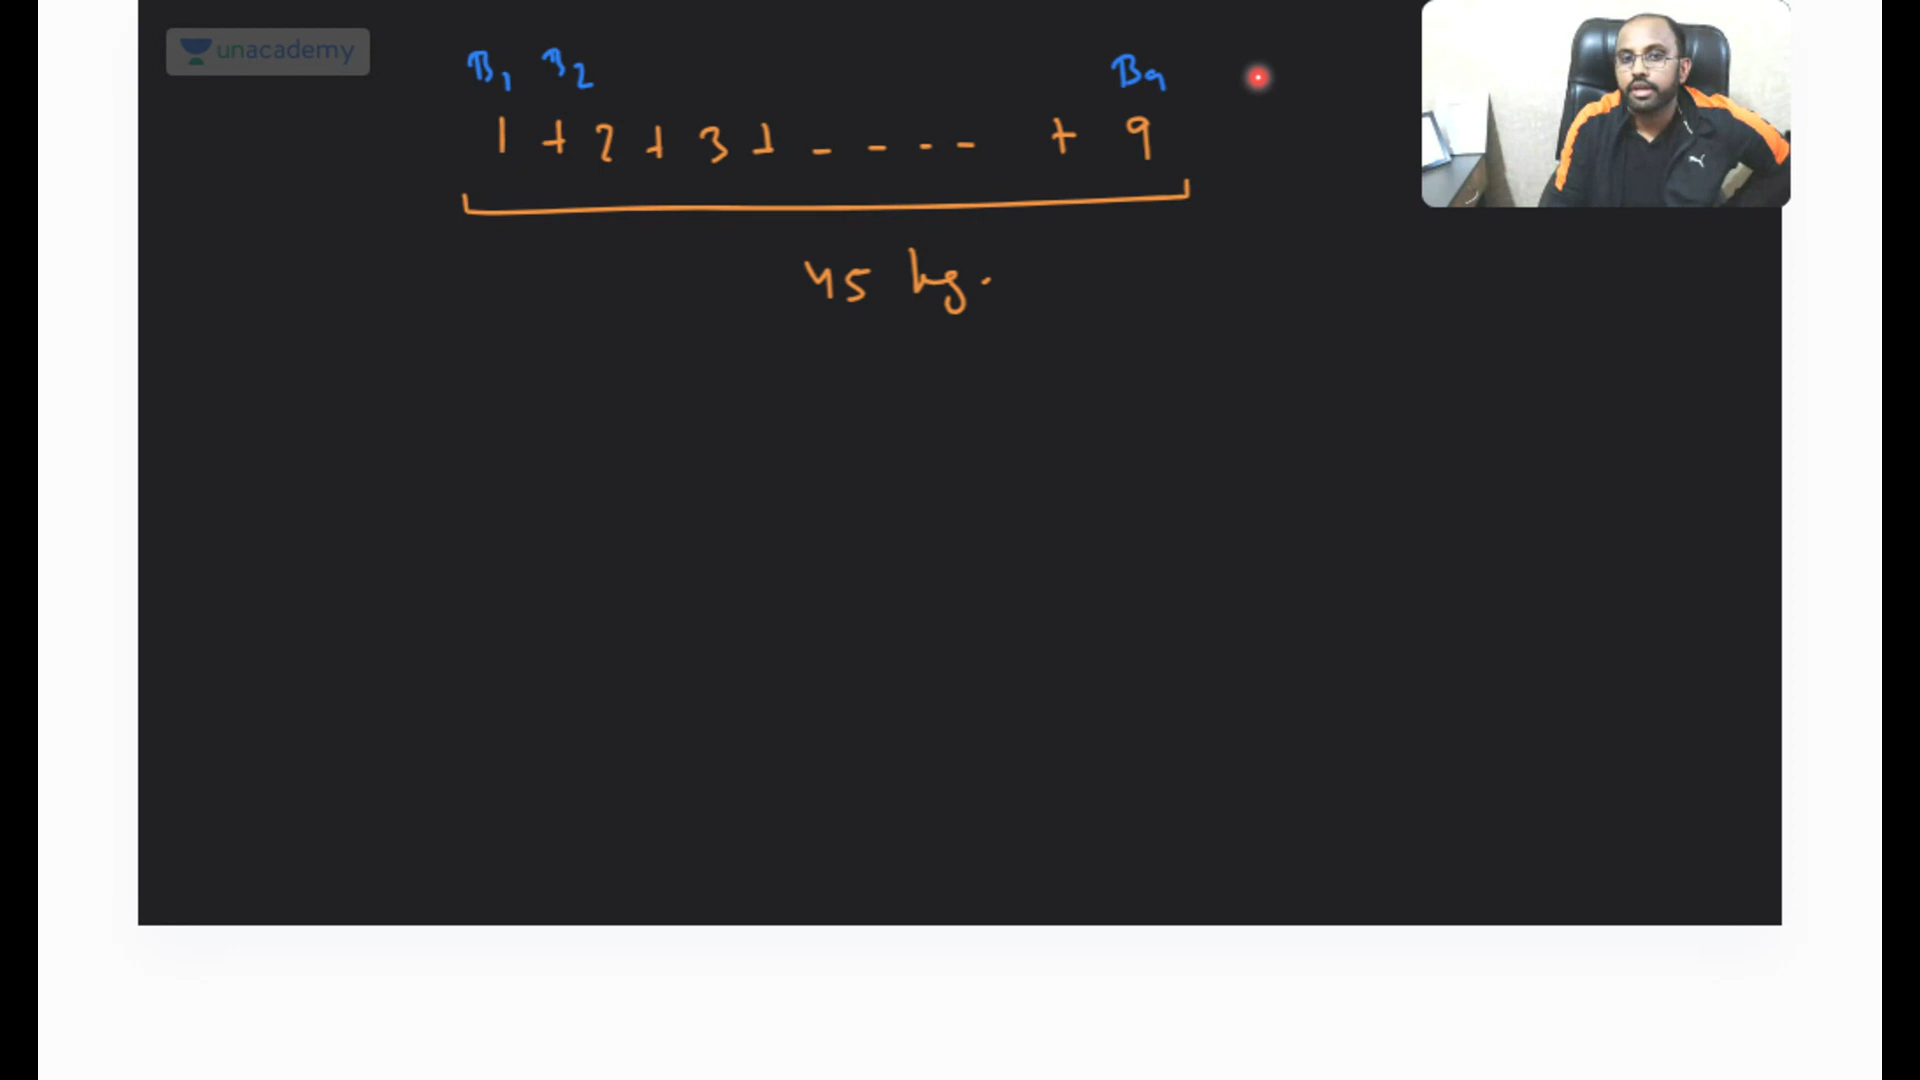 unacademy
B₁ B₂ B₉
1 + 2 + 3 + - - - - + 9
45 kg.